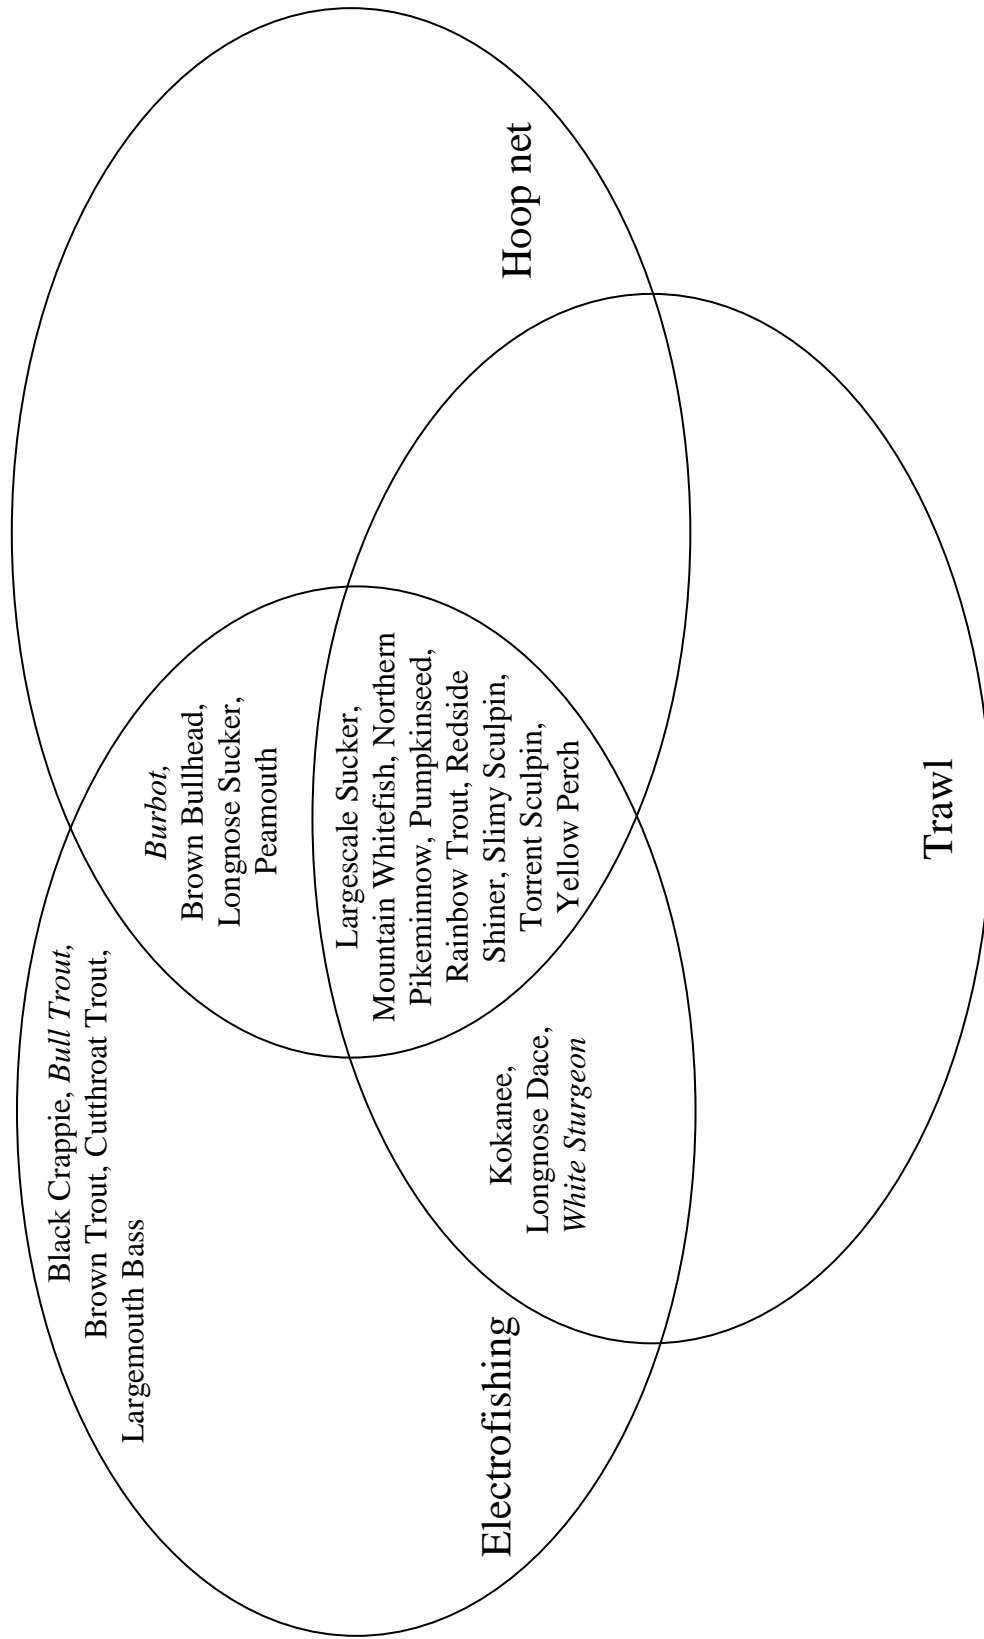 Black Crappie, Bull Trout,
Brown Trout, Cutthroat Trout,
Largemouth Bass
Burbot,
Brown Bullhead,
Longnose Sucker,
Peamouth
Largescale Sucker,
Mountain Whitefish, Northern
Pikeminnow, Pumpkinseed,
Rainbow Trout, Redside
Shiner, Slimy Sculpin,
Torrent Sculpin,
Yellow Perch
Kokanee,
Longnose Dace,
White Sturgeon
Electrofishing
Hoop net
Trawl